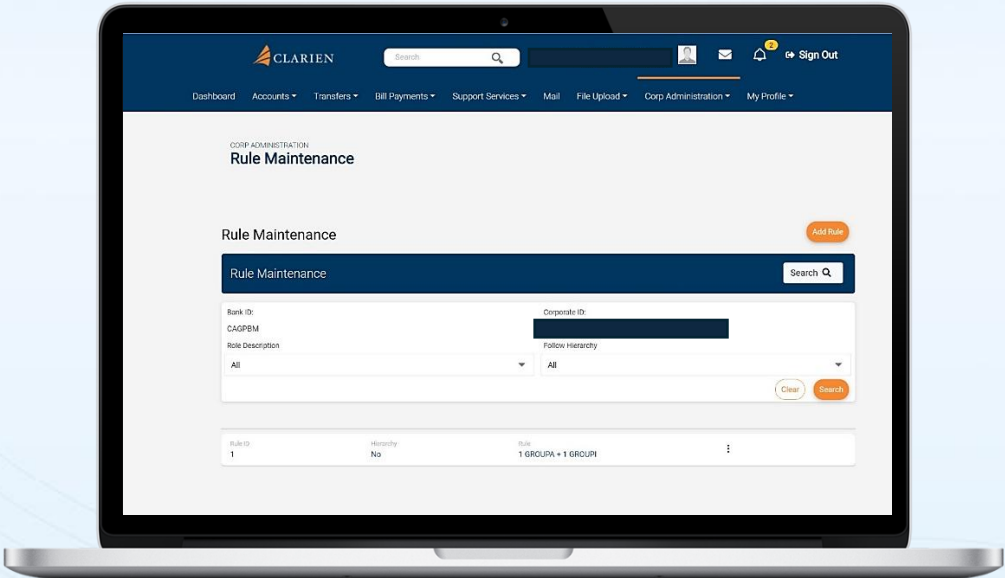 CLARIEN
Search
2
Sign Out
Dashboard Accounts Transfers Bill Payments Support Services Mail File Upload Corp Administration My Profile
CORP ADMINISTRATION
Rule Maintenance
Rule Maintenance
Add Rule
Rule Maintenance
Search
Bank ID: Corporate ID:
CAGPBM
Role Description Follow Hierarchy
All All
Clear Search
Rule ID Hierarchy Rule
1 No 1 GROUPA + 1 GROUPI